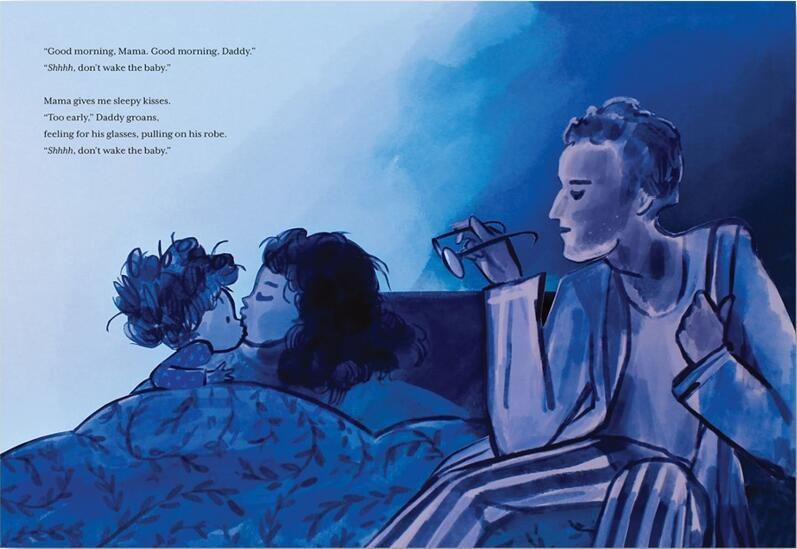 “Good morning, Mama. Good morning, Daddy.”
“Shhhh, don’t wake the baby.”
Mama gives me sleepy kisses.
“Too early,” Daddy groans,
feeling for his glasses, pulling on his robe.
“Shhhh, don’t wake the baby.”